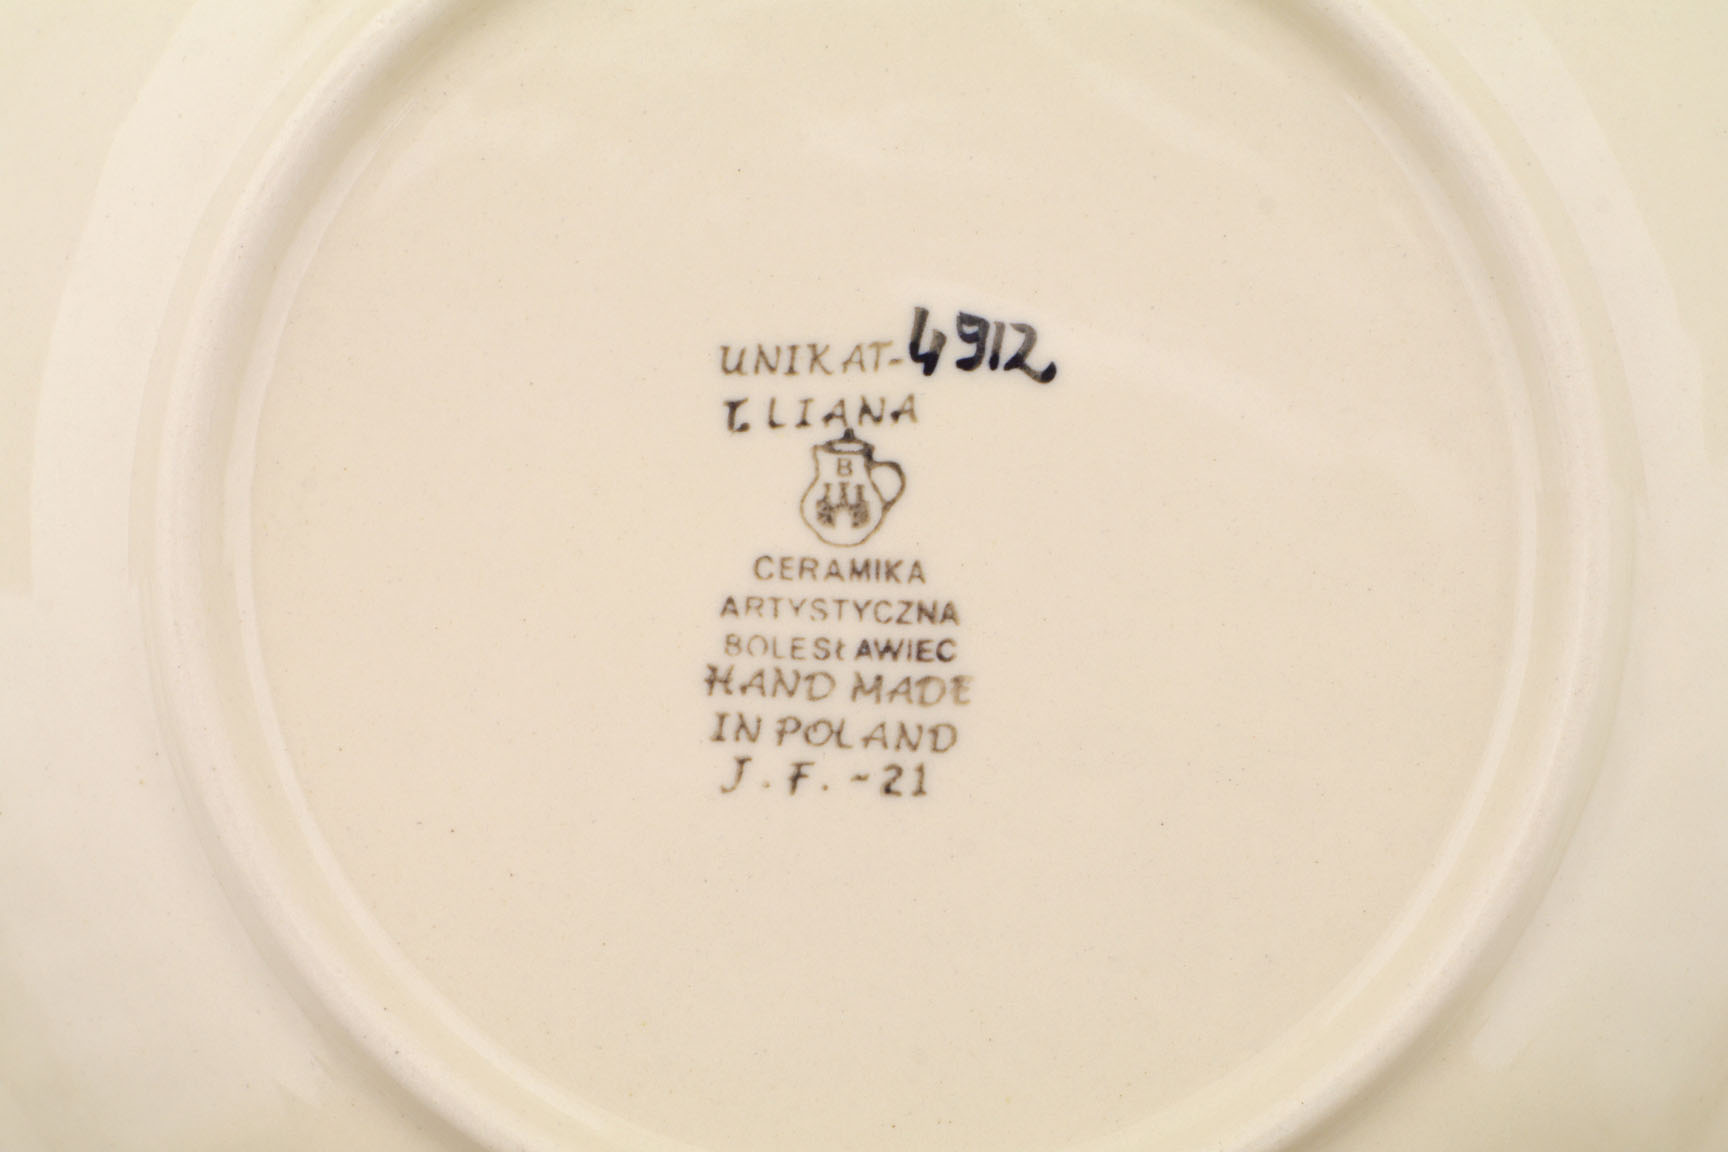 UNIKAT-4912
T. LIANA
B
CERAMIKA
ARTYSTYCZNA
BOLESŁAWIEC
HAND MADE
IN POLAND
J.F.-21